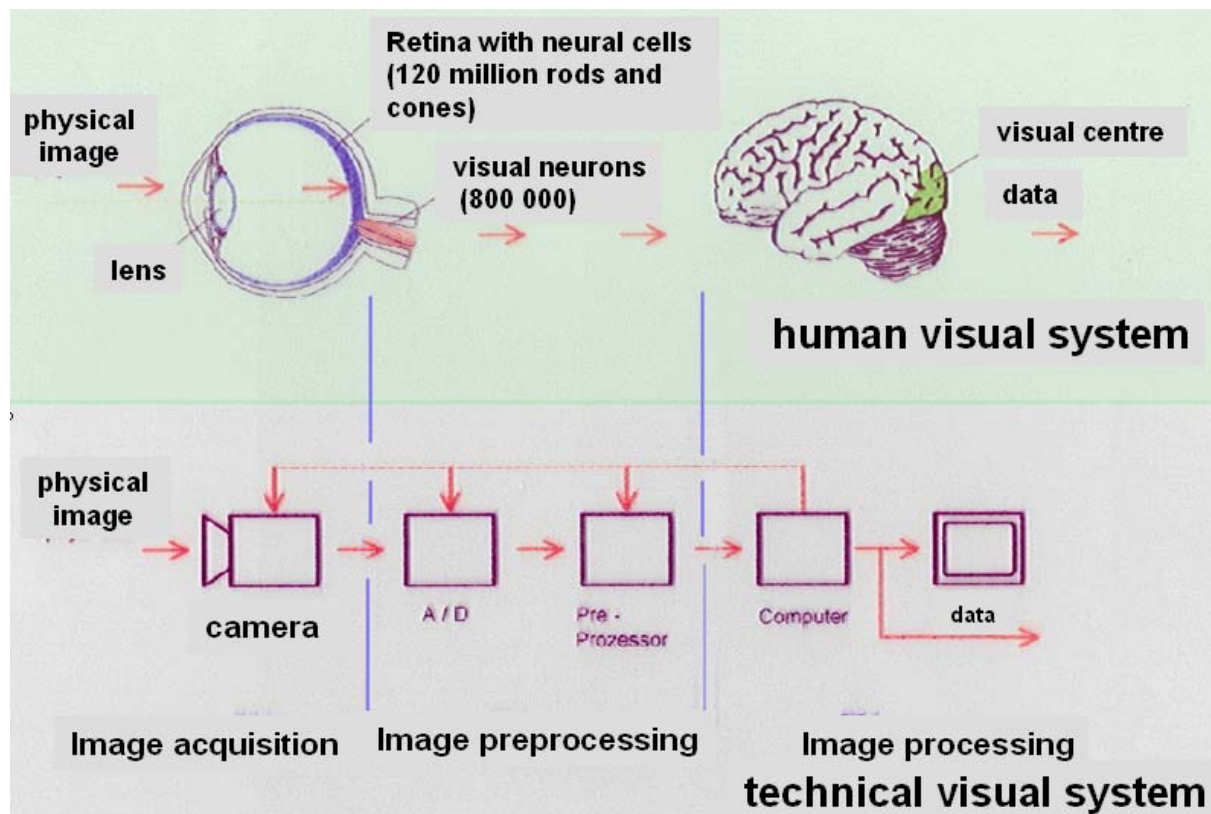 Retina with neural cells
(120 million rods and
cones)
physical
image
visual neurons
(800 000)
lens
visual centre
data
human visual system
physical
image
camera
A / D
Pre -
Prozessor
Computer
data
Image acquisition
Image preprocessing
Image processing
technical visual system